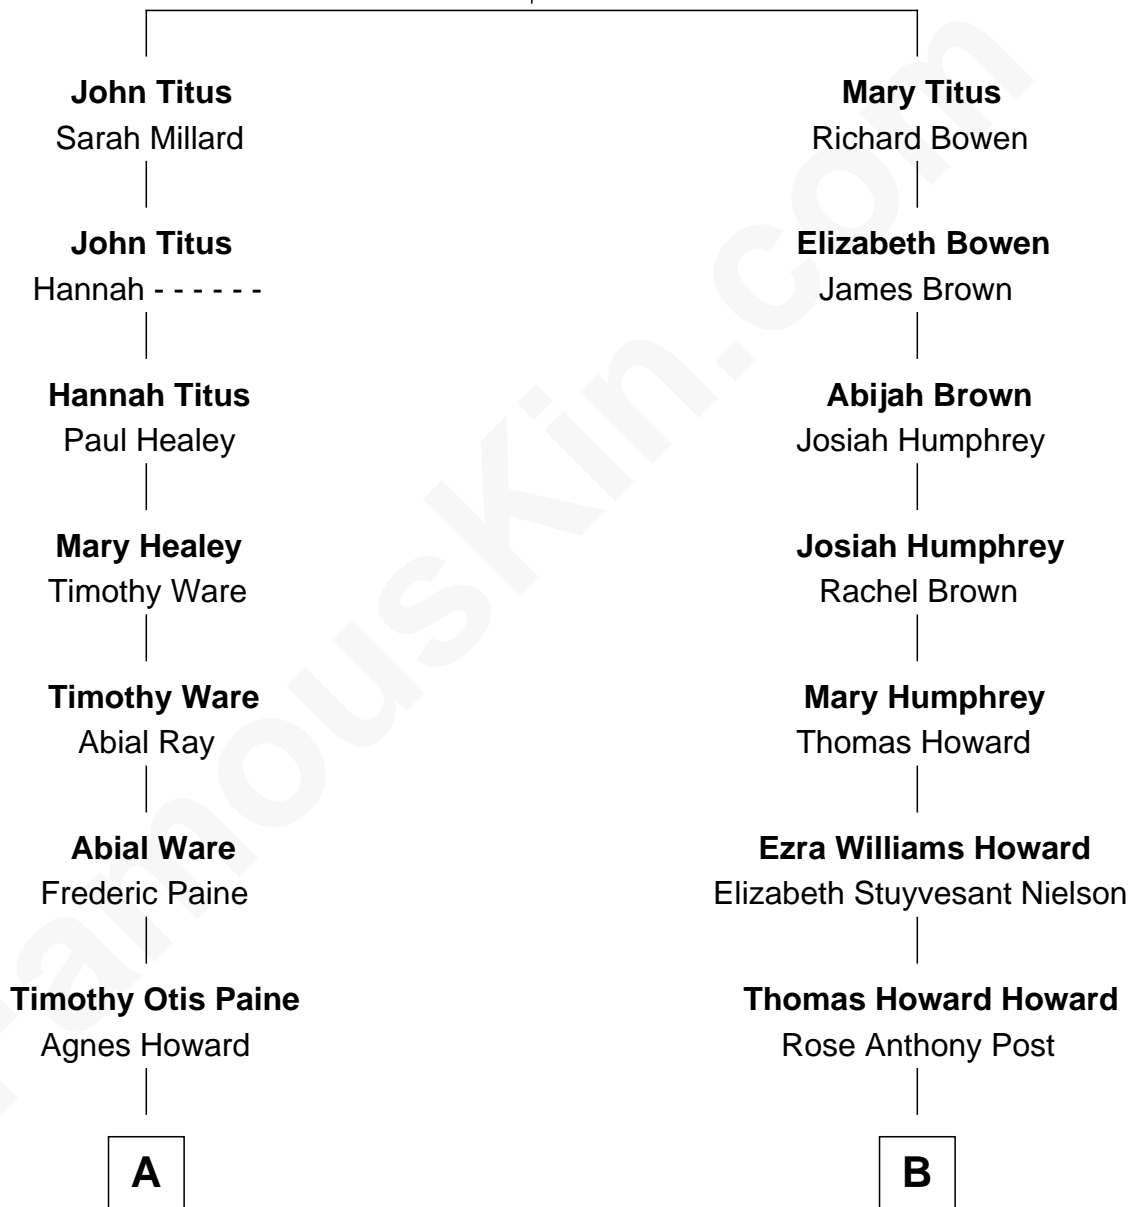 John Titus
Sarah Millard
John Titus
Hannah - - - - - -
Hannah Titus
Paul Healey
Mary Healey
Timothy Ware
Timothy Ware
Abial Ray
Abial Ware
Frederic Paine
Timothy Otis Paine
Agnes Howard
A
Mary Titus
Richard Bowen
Elizabeth Bowen
James Brown
Abijah Brown
Josiah Humphrey
Josiah Humphrey
Rachel Brown
Mary Humphrey
Thomas Howard
Ezra Williams Howard
Elizabeth Stuyvesant Nielson
Thomas Howard Howard
Rose Anthony Post
B
FamousKin.com